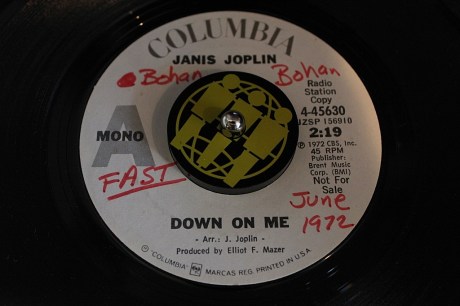 COLUMBIA
JANIS JOPLIN
Bohan
Bohan
Radio
Station
Copy
4-45630
ZSP 156910
2:19
℗ 1972 CBS, Inc.
45 RPM
Publisher:
Brent Music
Corp. (BMI)
Not For
Sale
A
MONO
FAST
June
1972
DOWN ON ME
- Arr.: J. Joplin -
Produced by Elliot F. Mazer
® "COLUMBIA" MARCAS REG. PRINTED IN U.S.A.